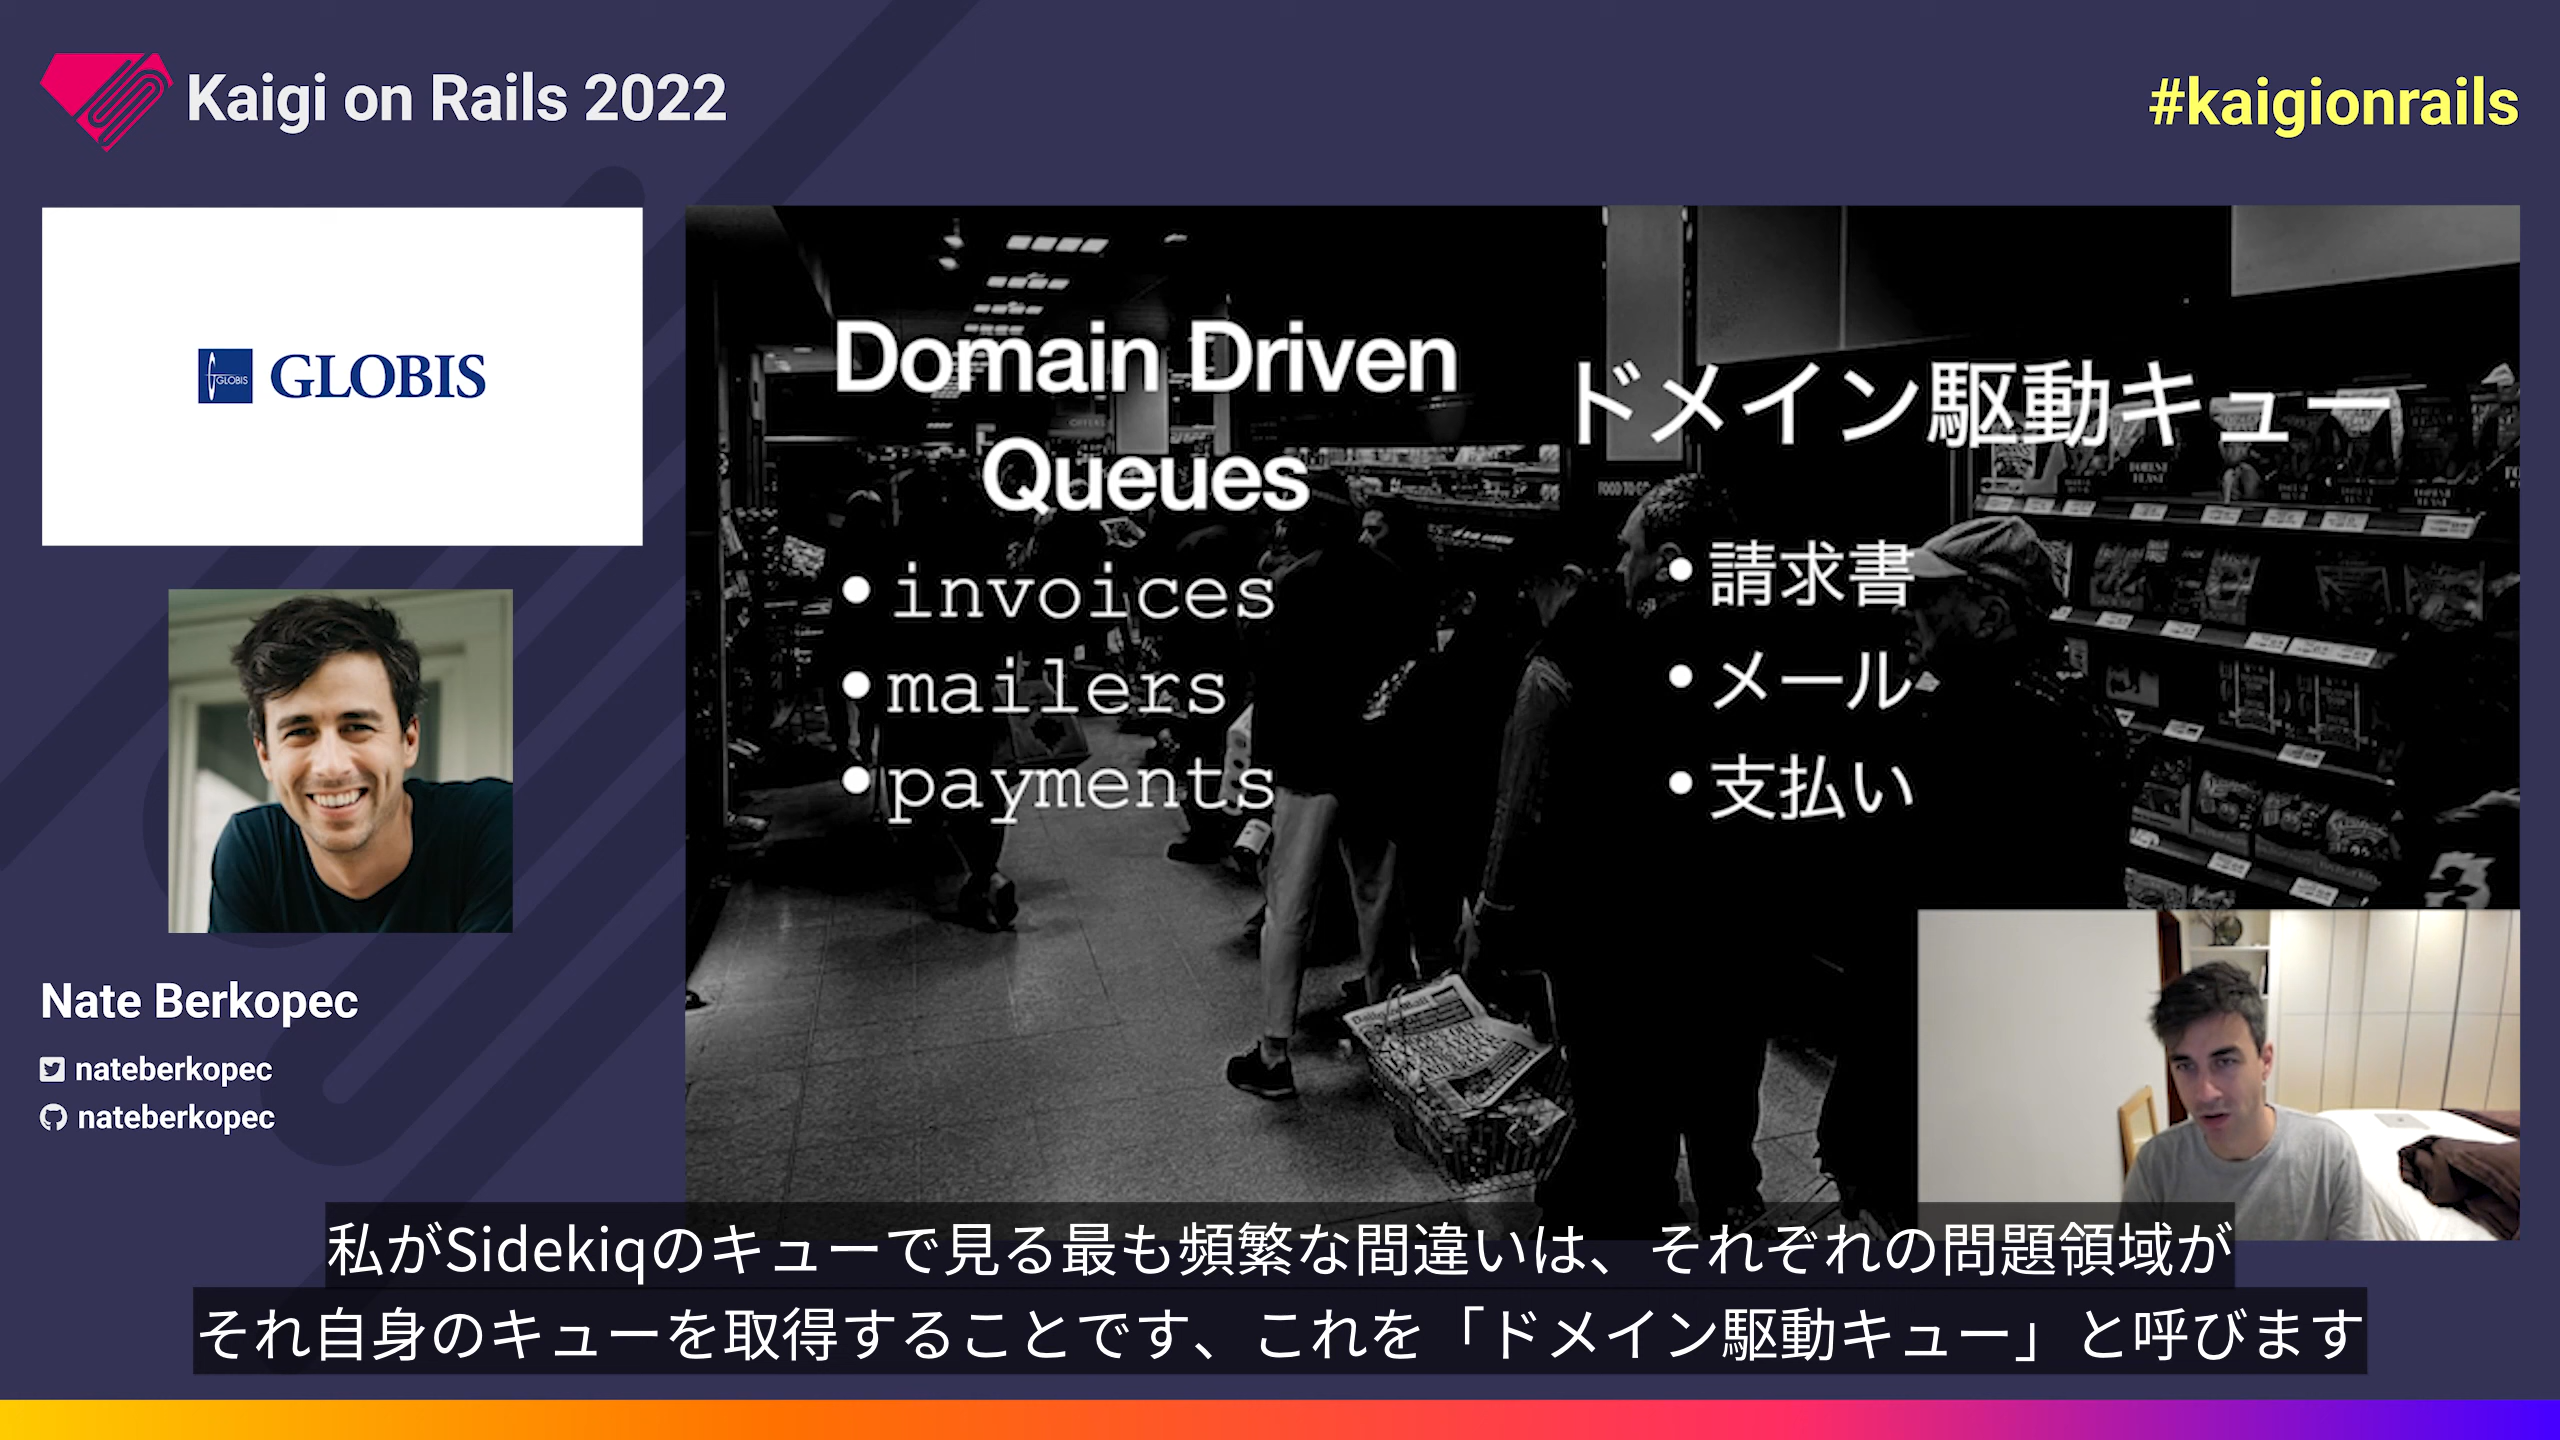 Kaigi on Rails 2022
#kaigionrails
GLOBIS
GLOBIS
Nate Berkopec
nateberkopec
nateberkopec
Domain Driven
Queues
• invoices
• mailers
• payments
ドメイン駆動キュー
• 請求書
• メール
• 支払い
私がSidekiqのキューで見る最も頻繁な間違いは、それぞれの問題領域が
それ自身のキューを取得することです、これを「ドメイン駆動キュー」と呼びます